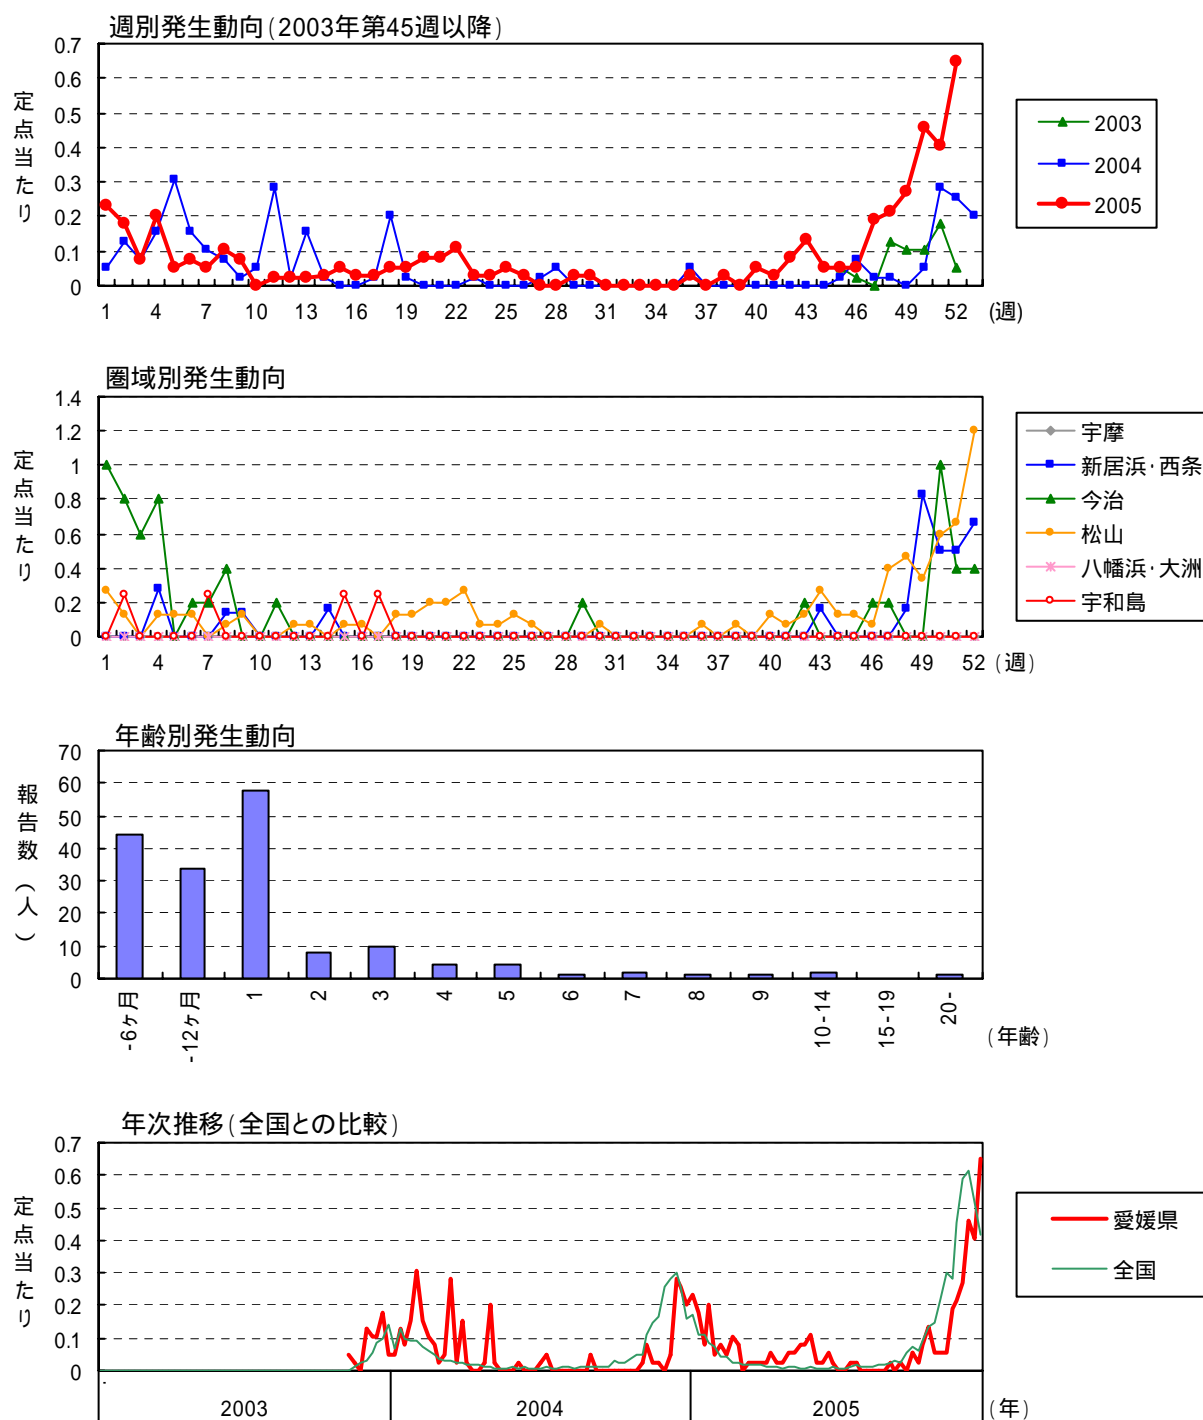 週別発生動向(2003年第45週以降)
定点当たり
0.7
0.6
0.5
0.4
0.3
0.2
0.1
0
1 4 7 10 13 16 19 22 25 28 31 34 37 40 43 46 49 52 (週)
2003
2004
2005
圏域別発生動向
定点当たり
1.4
1.2
1
0.8
0.6
0.4
0.2
0
1 4 7 10 13 16 19 22 25 28 31 34 37 40 43 46 49 52 (週)
宇摩
新居浜・西条
今治
松山
八幡浜・大洲
宇和島
年齢別発生動向
報告数(人)
70
60
50
40
30
20
10
0
-6ヶ月 -12ヶ月 1 2 3 4 5 6 7 8 9 10-14 15-19 20- (年齢)
年次推移(全国との比較)
定点当たり
0.7
0.6
0.5
0.4
0.3
0.2
0.1
0
2003 2004 2005 (年)
愛媛県
全国